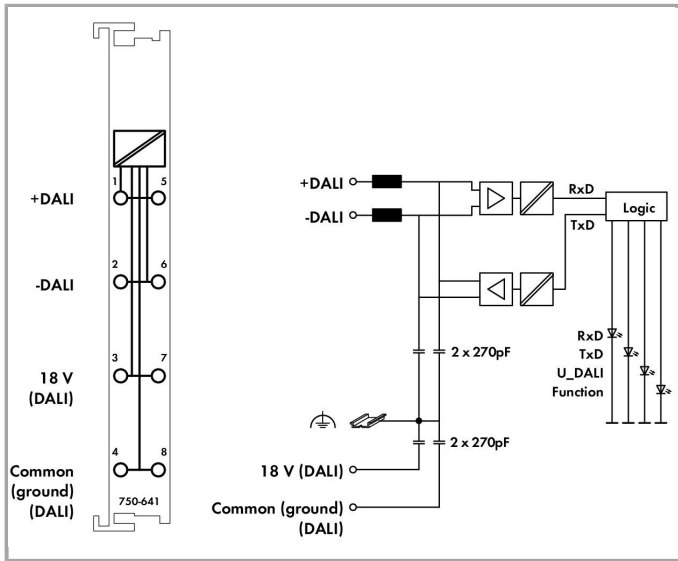 1
5
+DALI
2
6
-DALI
3
7
18 V
(DALI)
4
8
Common
(ground)
(DALI)
750-641
+DALI
-DALI
RxD
TxD
Logic
RxD
TxD
U_DALI
Function
2 x 270pF
2 x 270pF
18 V (DALI)
Common (ground)
(DALI)